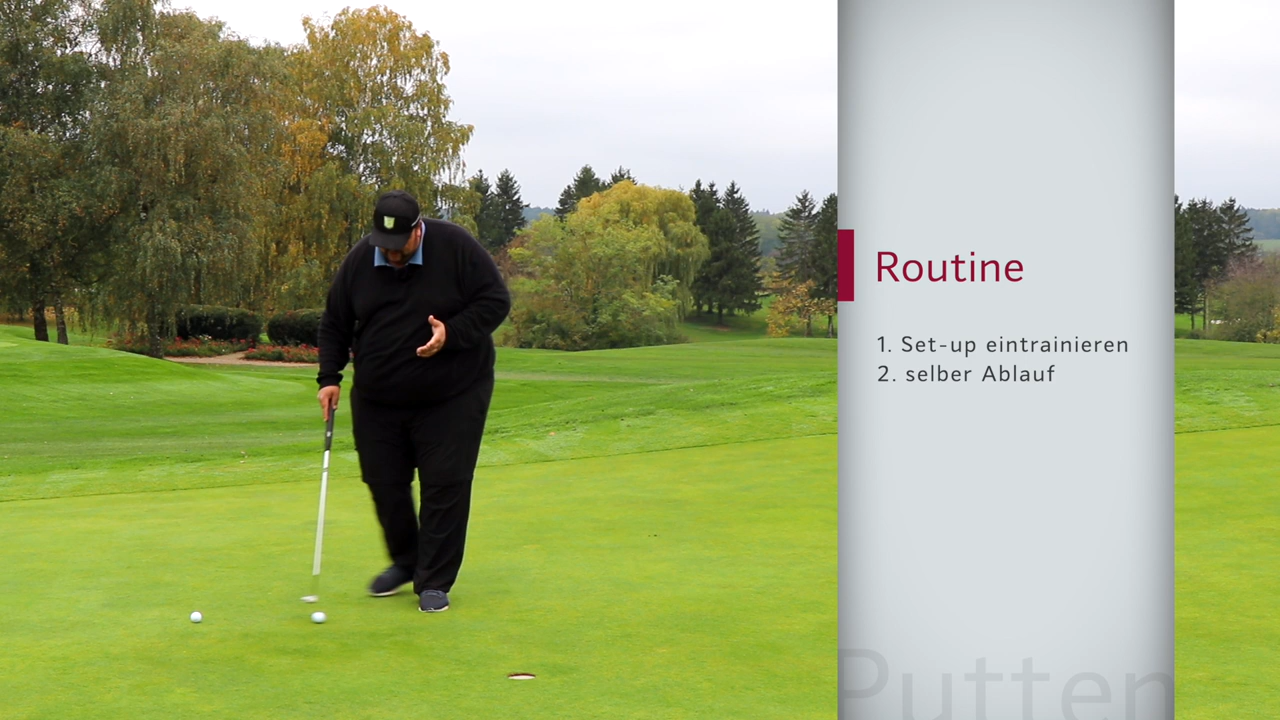 Routine
1. Set-up eintrainieren
2. selber Ablauf
Putten